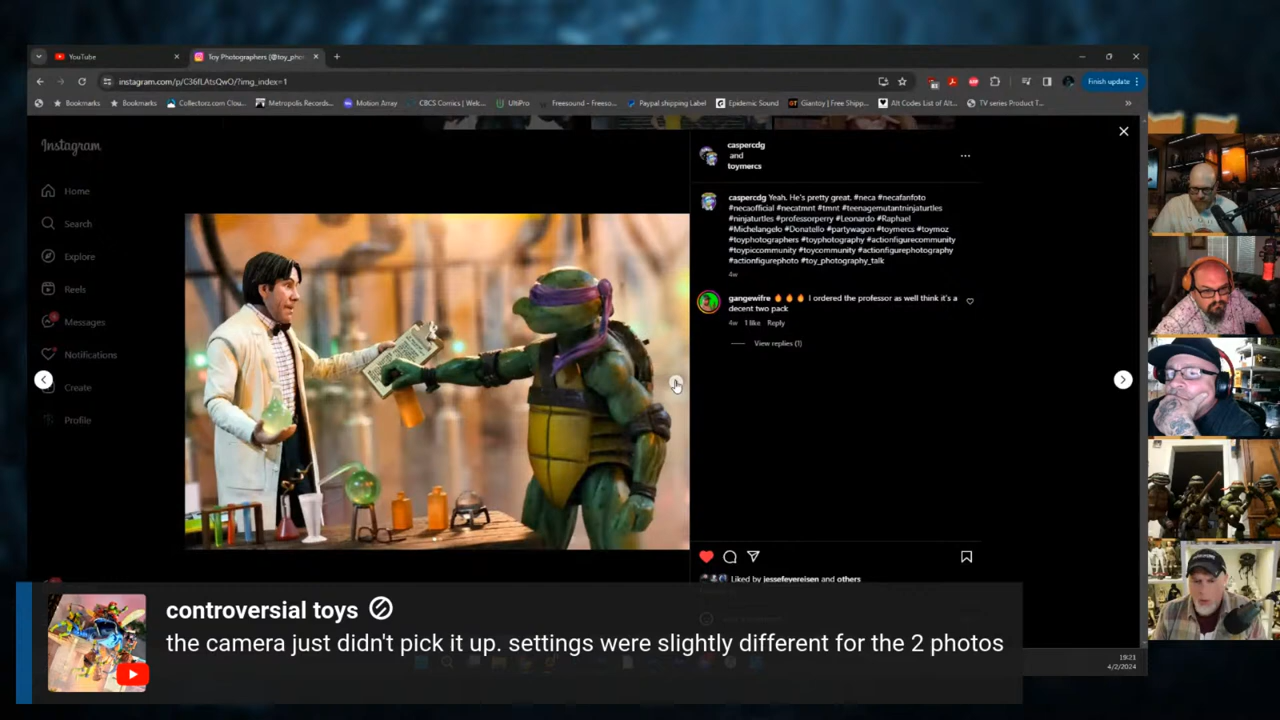 YouTube
Toy Photographers (@toy_pho
instagram.com/p/C36fLAtsQwO/?img_index=1
Finish update
Bookmarks
Bookmarks
Collectorz.com Clou...
Metropolis Records...
Motion Array
CBCS Comics | Wel...
UltiPro
Freesound - Freeso...
Paypal shipping Label
Epidemic Sound
Giantoy | Free Shipp...
Alt Codes List of Alt...
TV series Product T...
Instagram
Home
Search
Explore
Reels
Messages
Notifications
Create
Profile
caspercdg
and
toymercs
caspercdg Yeah. He's pretty great. #neca #necafanfoto
#necaofficial #necatmnt #tmnt #teenagemutantninjaturtles
#ninjaturtles #professorperry #Leonardo #Raphael
#Michelangelo #Donatello #partywagon #toymercs #toymoz
#toyphotographers #toyphotography #actionfigurecommunity
#toypiccommunity #toycommunity #actionfigurephotography
#actionfigurephoto #toy_photography_talk
4w
gangewifre 🔥🔥🔥 I ordered the professor as well think it's a
decent two pack
4w 1 like Reply
View replies (1)
Liked by jessefeyereisen and others
controversial toys
the camera just didn't pick it up. settings were slightly different for the 2 photos
19:21
4/2/2024